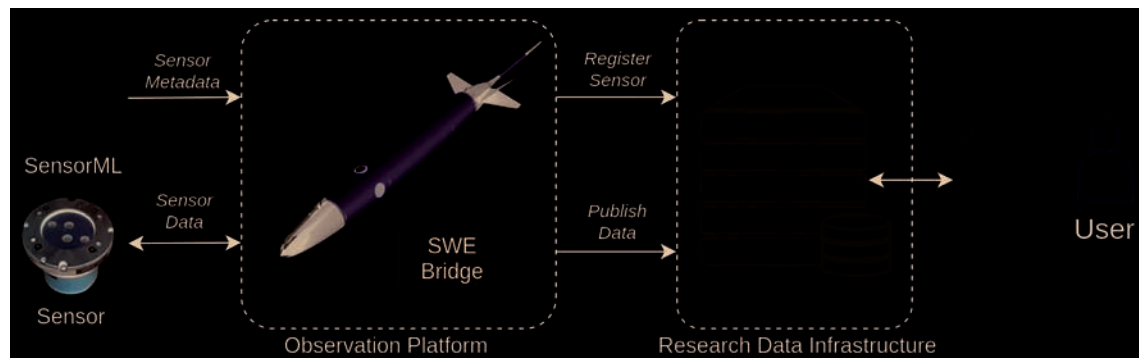 Sensor
Metadata
SensorML
Sensor
Data
Sensor
SWE
Bridge
Observation Platform
Register
Sensor
Publish
Data
Research Data Infrastructure
User